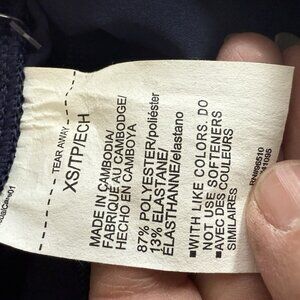 TEAR AWAY
XS/TP/ECH
MADE IN CAMBODIA/
FABRIQUÉ AU CAMBODGE/
HECHO EN CAMBOYA
87% POLYESTER/poliéster
13% ELASTANE/
ÉLASTHANNE/elastano
■WITH LIKE COLORS. DO
NOT USE SOFTENERS
■AVEC DES COULEURS
SIMILAIRES